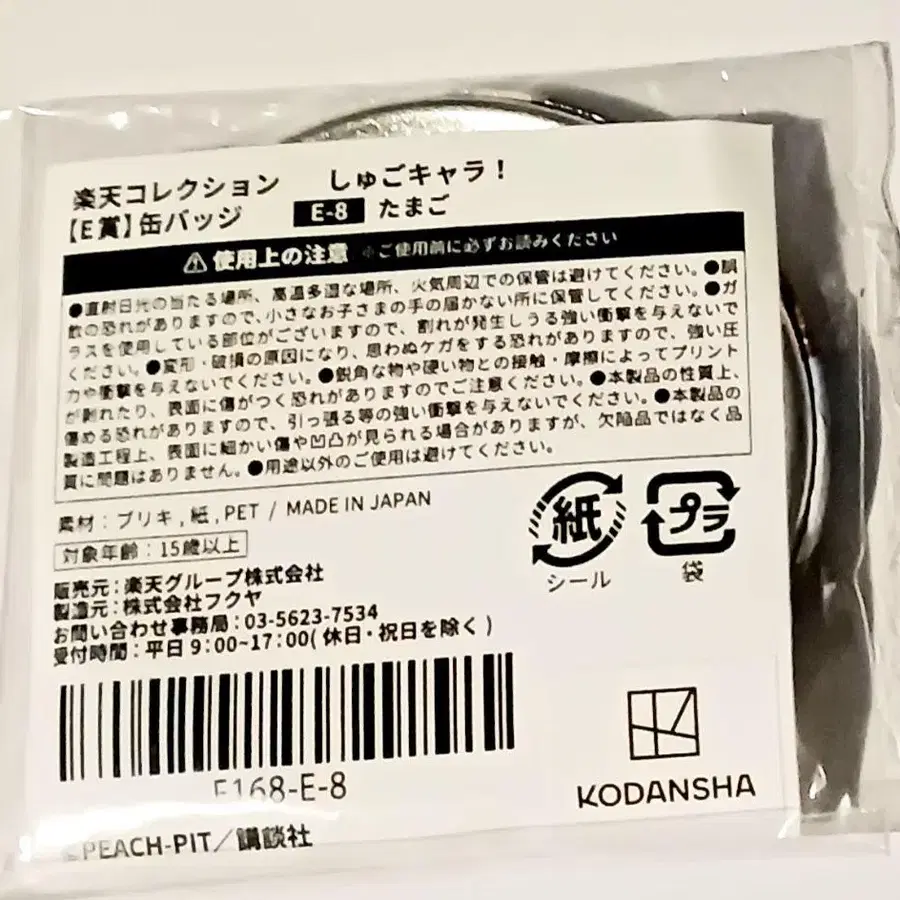 楽天コレクション しゅごキャラ！
【E賞】缶バッジ E-8 たまご
⚠ 使用上の注意 ※ご使用前に必ずお読みください
●直射日光の当たる場所、高温多湿な場所、火気周辺での保管は避けてください。●誤
飲の恐れがありますので、小さなお子さまの手の届かない所に保管してください。●ガ
ラスを使用している部位がございますので、割れが発生しうる強い衝撃を与えないで
ください。●変形・破損の原因になり、思わぬケガをする恐れがありますので、強い圧
力や衝撃を与えないでください。●鋭角な物や硬い物との接触・摩擦によってプリント
が剥れたり、表面に傷がつく恐れがありますのでご注意ください。●本製品の性質上、
傷める恐れがありますので、引っ張る等の強い衝撃を与えないでください。●本製品の
製造工程上、表面に細かい傷や凹凸が見られる場合がありますが、欠陥品ではなく品
質に問題はありません。●用途以外のご使用は避けてください。
素材：ブリキ,紙,PET / MADE IN JAPAN
対象年齢：15歳以上
販売元：楽天グループ株式会社
製造元：株式会社フクヤ
お問い合わせ事務局：03-5623-7534
受付時間：平日 9:00~17:00(休日・祝日を除く)
紙
シール
プラ
袋
F168-E-8
KODANSHA
©PEACH-PIT／講談社